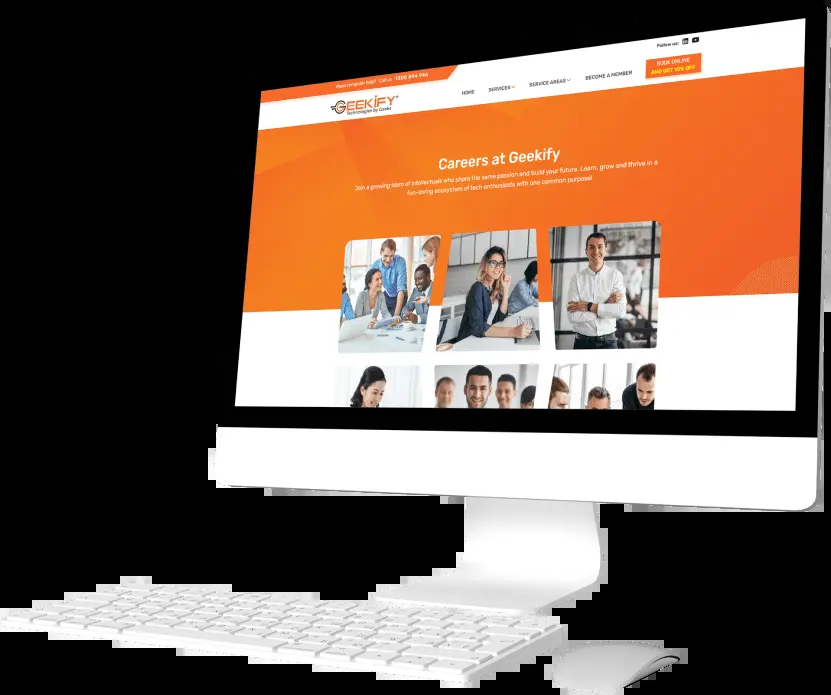 Follow us:
Need computer help? Call us : 1300 894 946
BOOK ONLINE
AND GET 10% OFF
GEEKIFY
Technologies by Geeks
HOME
SERVICES
SERVICE AREAS
BECOME A MEMBER
Careers at Geekify
Join a growing team of intellectuals who share the same passion and build your future. Learn, grow and thrive in a
fun-loving ecosystem of tech enthusiasts with one common purpose!